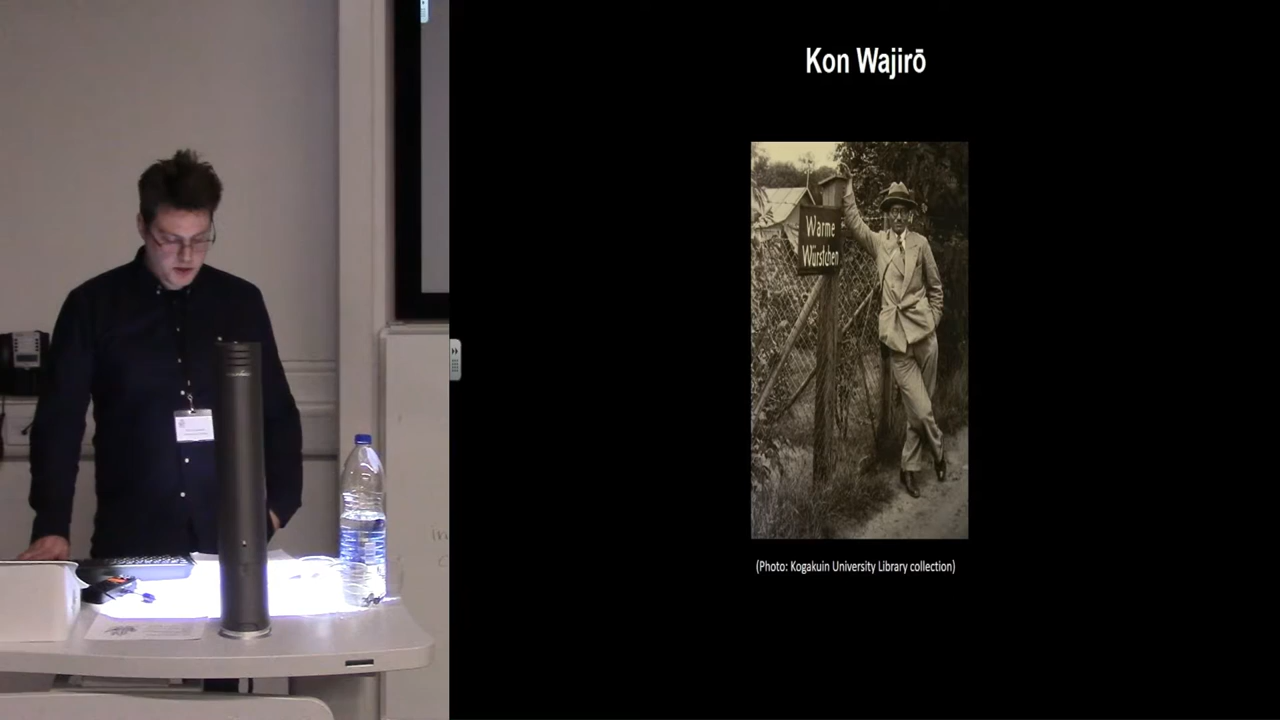 Kon Wajirō
Warme
Würstchen
(Photo: Kogakuin University Library collection)